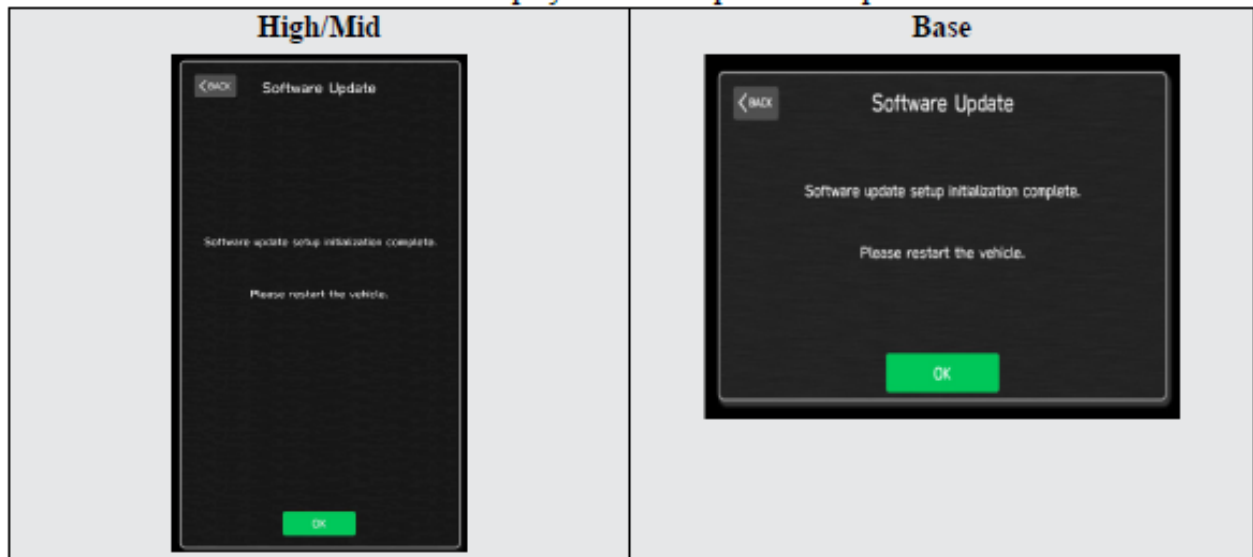 High/Mid
Base
BACK
Software Update
Software update setup initialization complete.
Please restart the vehicle.
OK
BACK
Software Update
Software update setup initialization complete.
Please restart the vehicle.
OK